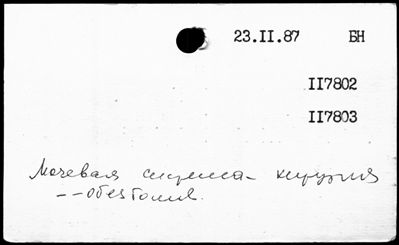 23.II.87 БН
II7802
II7803
Мочевая система - хирургия
-- обезболив.